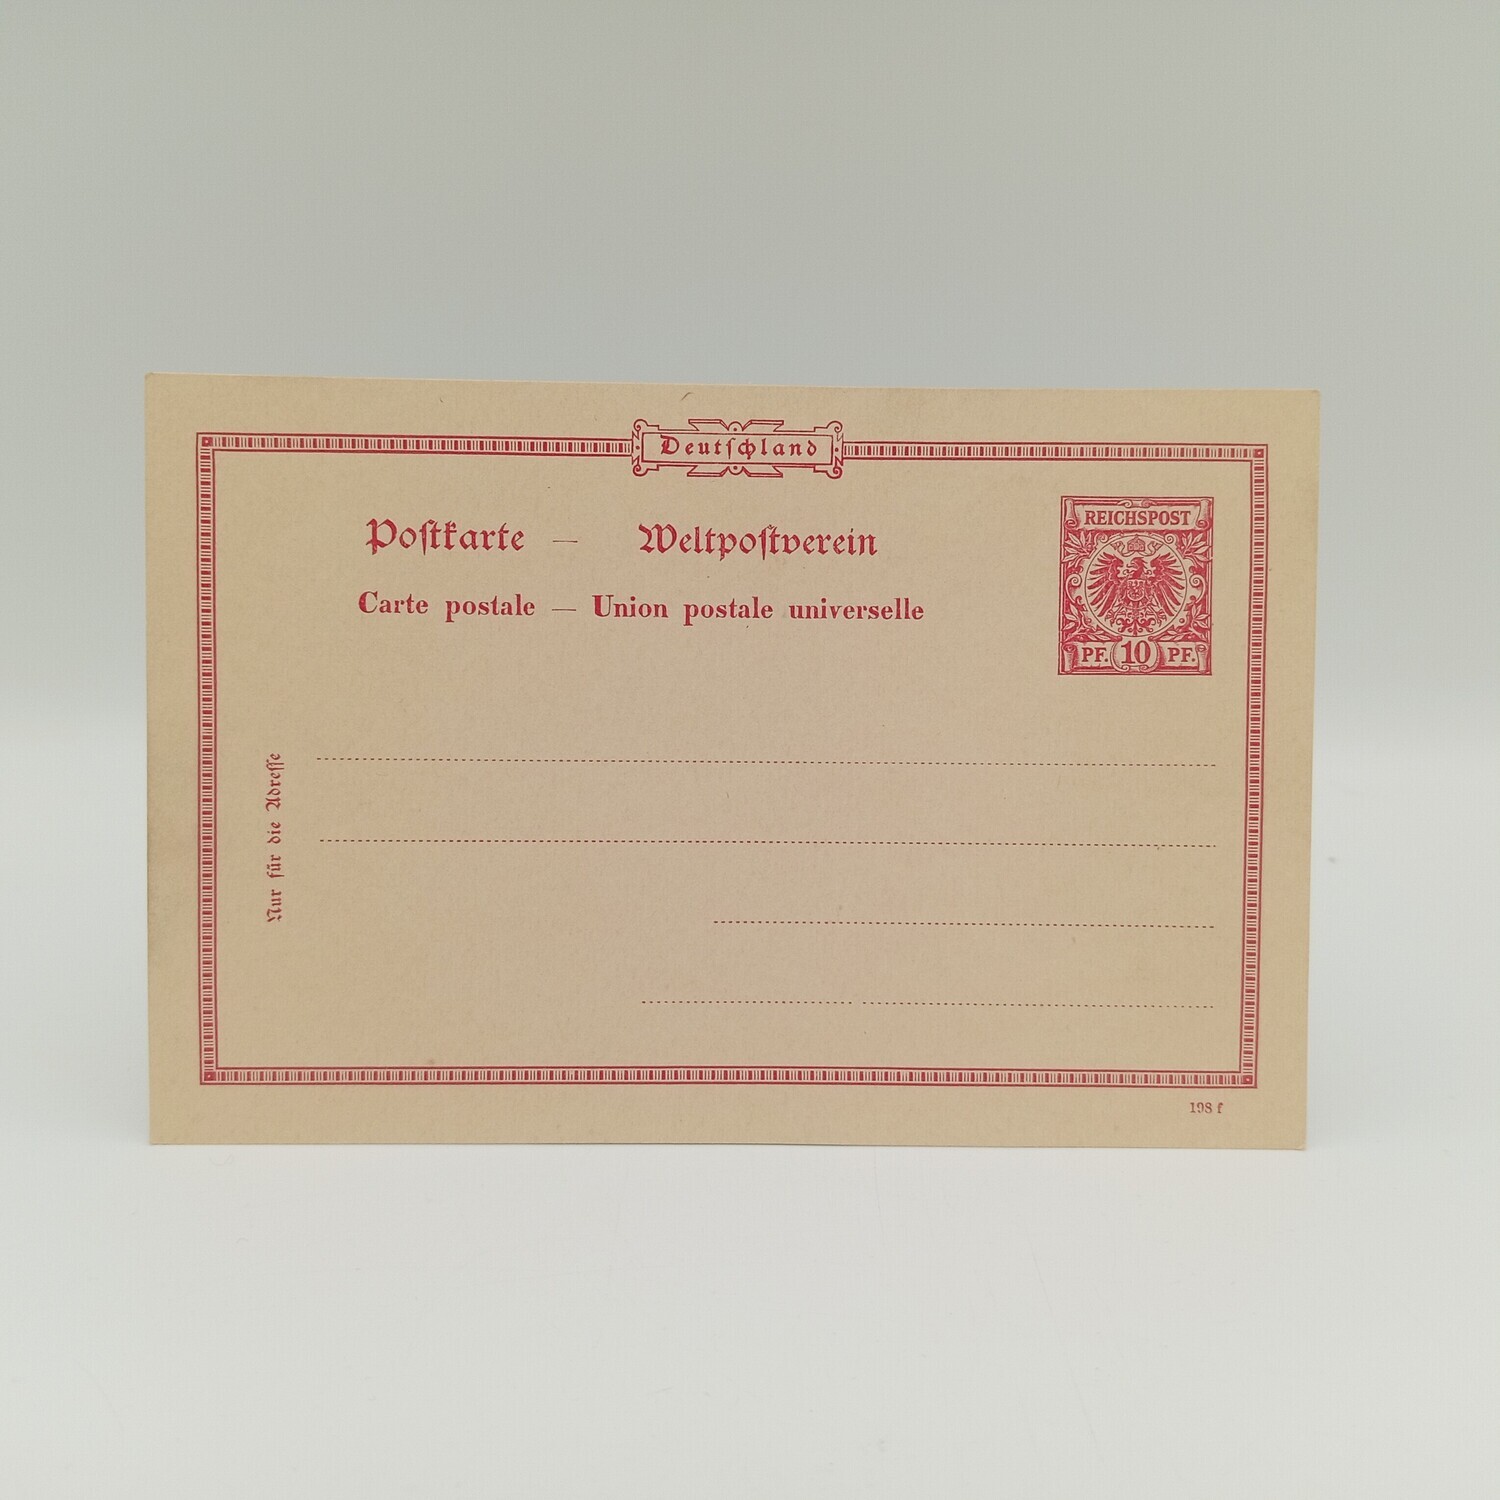 Deutſchland
Poſtkarte — Weltpoſtverein
Carte postale — Union postale universelle
REICHSPOST
PF. 10 PF.
Nur für die Adreſſe
198 f